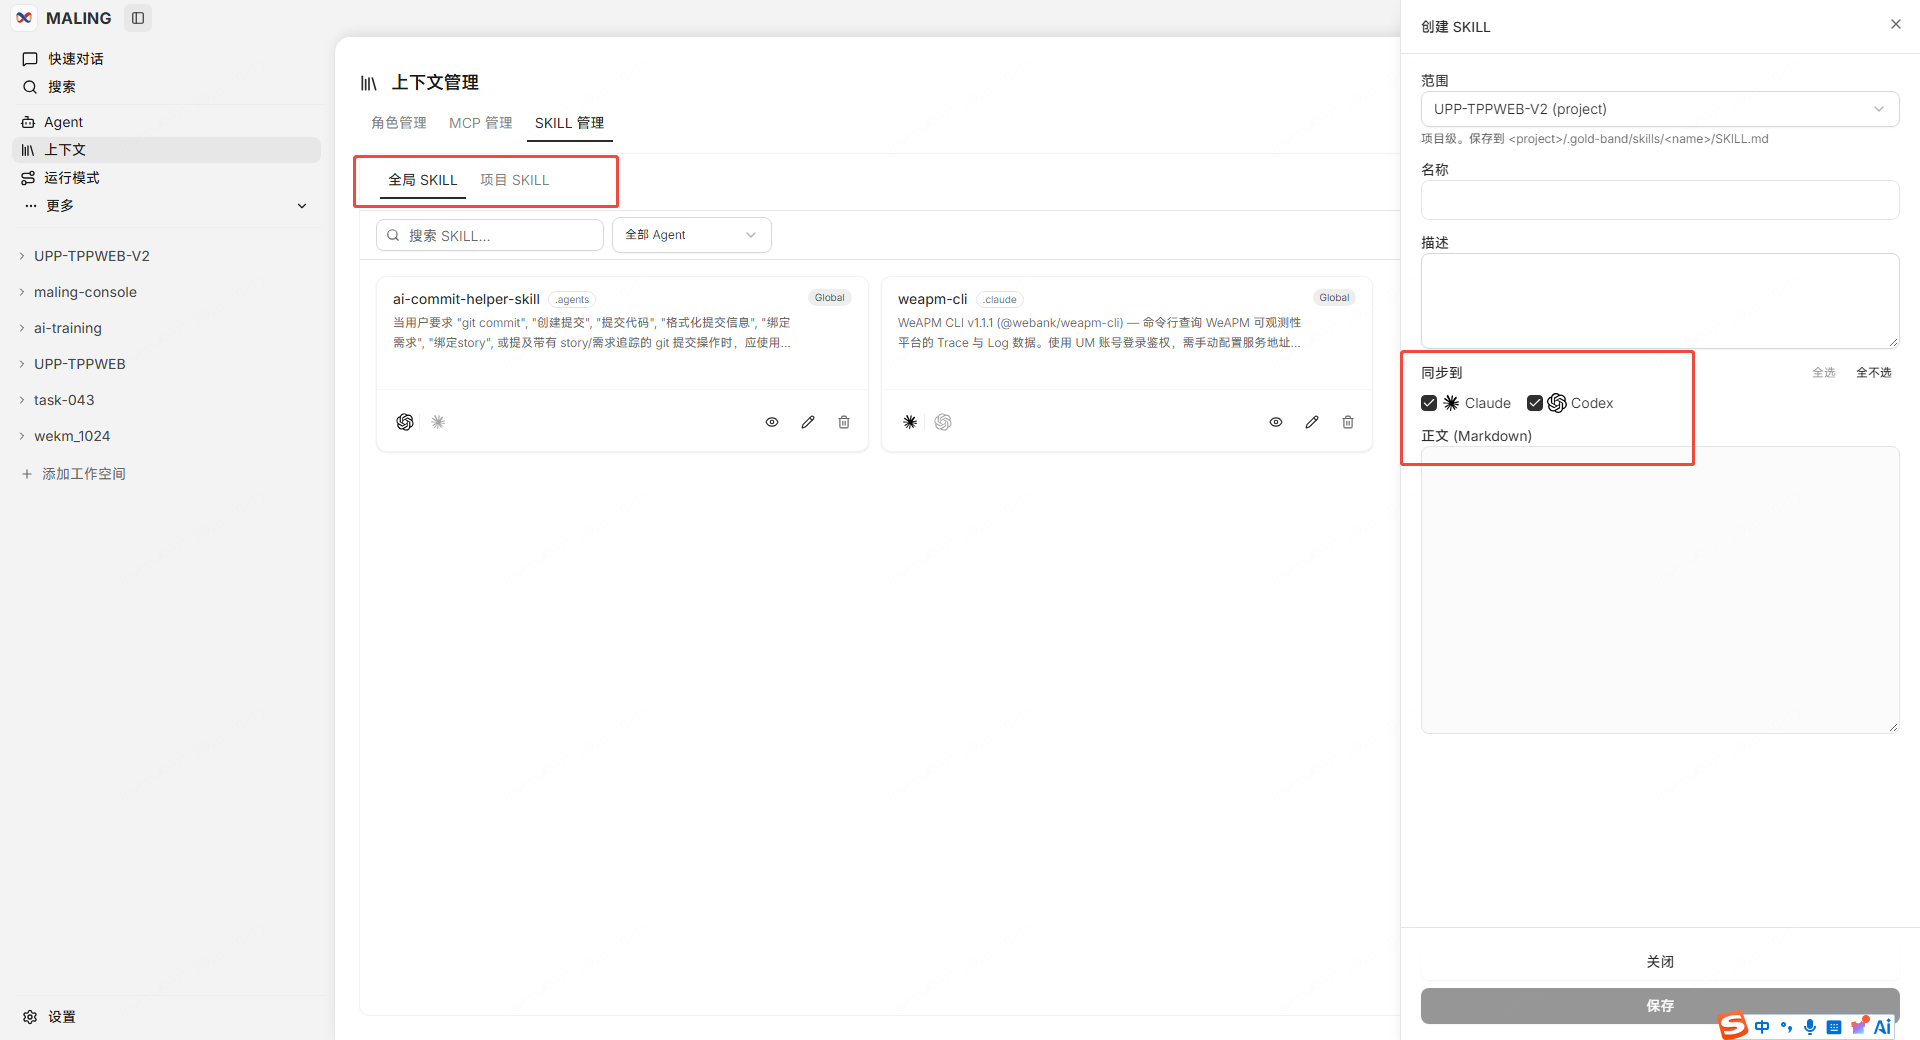 MALING
快速对话
搜索
Agent
上下文
运行模式
更多
UPP-TPPWEB-V2
maling-console
ai-training
UPP-TPPWEB
task-043
wekm_1024
添加工作空间
设置
上下文管理
角色管理 MCP 管理 SKILL 管理
全局 SKILL 项目 SKILL
搜索 SKILL... 全部 Agent
ai-commit-helper-skill .agents Global
当用户要求 "git commit", "创建提交", "提交代码", "格式化提交信息", "绑定
需求", "绑定story", 或提及带有 story/需求追踪的 git 提交操作时，应使用...
weapm-cli .claude Global
WeAPM CLI v1.1.1 (@webank/weapm-cli) — 命令行查询 WeAPM 可观测性
平台的 Trace 与 Log 数据。使用 UM 账号登录鉴权，需手动配置服务地址...
创建 SKILL
范围
UPP-TPPWEB-V2 (project)
项目级。保存到 <project>/.gold-band/skills/<name>/SKILL.md
名称
描述
同步到 全选 全不选
Claude Codex
正文 (Markdown)
关闭
保存
S 中 Ai